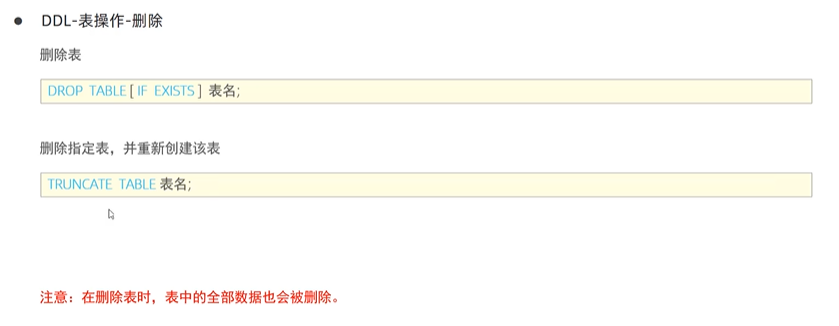 DDL-表操作-删除
删除表
DROP TABLE [ IF EXISTS ] 表名;
删除指定表，并重新创建该表
TRUNCATE TABLE 表名;
注意：在删除表时，表中的全部数据也会被删除。